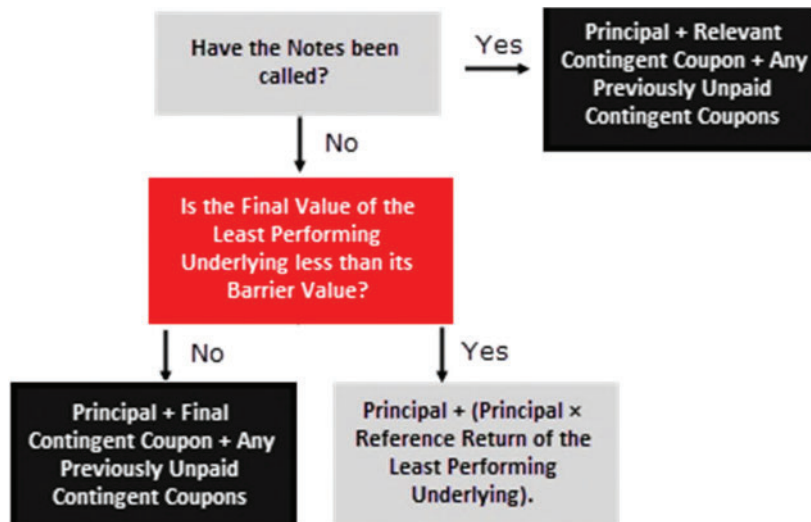 Have the Notes been
called?
Yes
Principal + Relevant
Contingent Coupon + Any
Previously Unpaid
Contingent Coupons
No
Is the Final Value of the
Least Performing
Underlying less than its
Barrier Value?
No
Yes
Principal + Final
Contingent Coupon + Any
Previously Unpaid
Contingent Coupons
Principal + (Principal ×
Reference Return of the
Least Performing
Underlying).